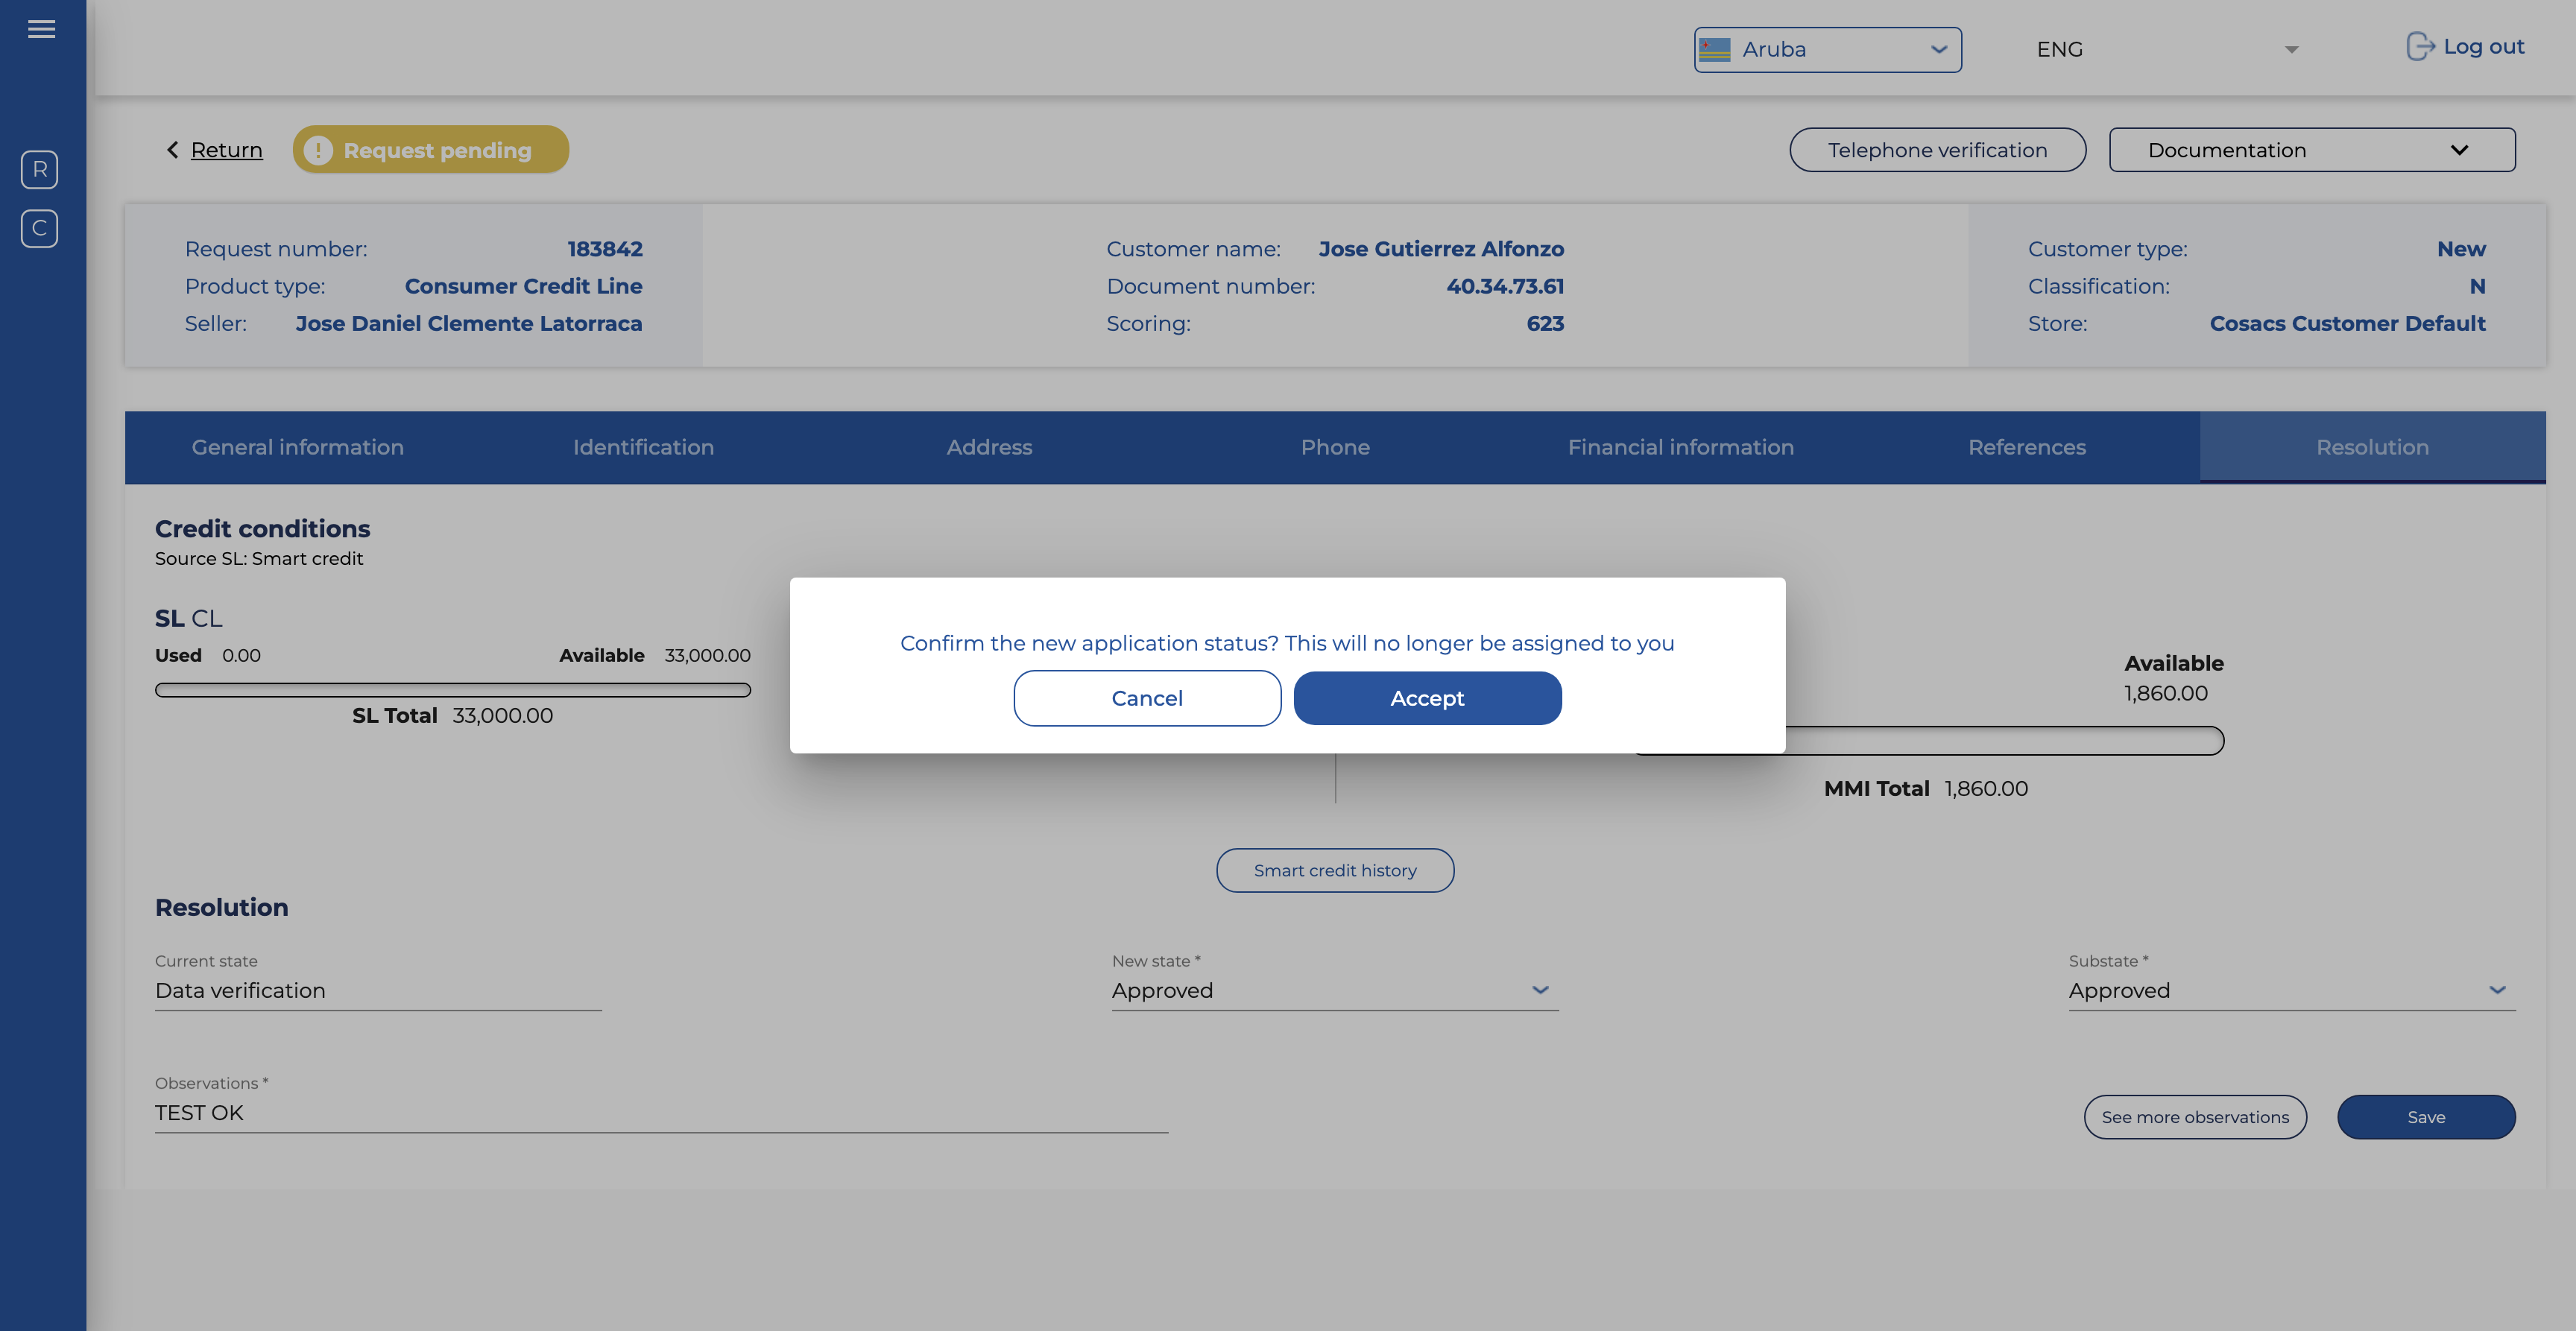 Aruba
ENG
Log out
R
C
Return
Request pending
Telephone verification
Documentation
Request number: 183842
Product type: Consumer Credit Line
Seller: Jose Daniel Clemente Latorraca
Customer name: Jose Gutierrez Alfonzo
Document number: 40.34.73.61
Scoring: 623
Customer type: New
Classification: N
Store: Cosacs Customer Default
General information
Identification
Address
Phone
Financial information
References
Resolution
Credit conditions
Source SL: Smart credit
SL CL
Used 0.00
Available 33,000.00
SL Total 33,000.00
Confirm the new application status? This will no longer be assigned to you
Cancel
Accept
Available
1,860.00
MMI Total 1,860.00
Smart credit history
Resolution
Current state
Data verification
New state *
Approved
Substate *
Approved
Observations *
TEST OK
See more observations
Save